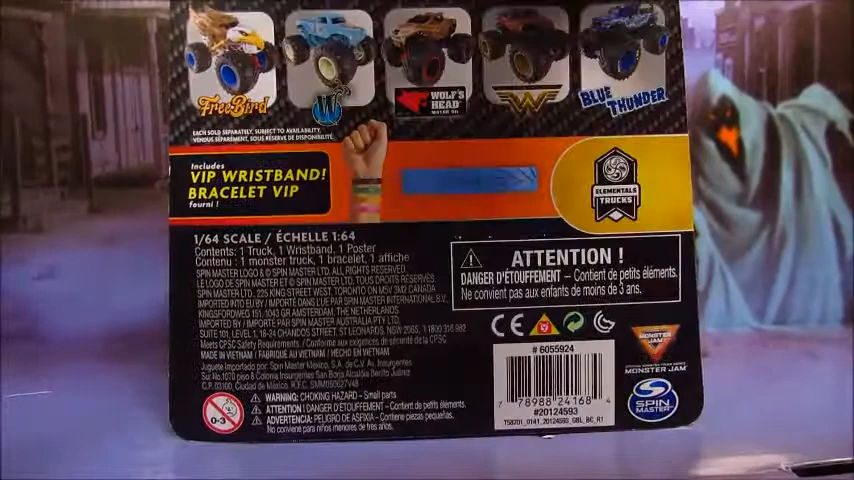 FreeBird
WOLF'S HEAD
MOTOR OIL
W
BLUE THUNDER
EACH SOLD SEPARATELY. SUBJECT TO AVAILABILITY.
VENDUS SÉPARÉMENT. SOUS RÉSERVE DE DISPONIBILITÉ.
Includes
VIP WRISTBAND!
BRACELET VIP
fourni !
ELEMENTALS
TRUCKS
1/64 SCALE / ÉCHELLE 1:64
Contents: 1 Truck, 1 Wristband, 1 Poster
Contenu : 1 monster truck, 1 bracelet, 1 affiche
SPIN MASTER LOGO & © SPIN MASTER LTD. ALL RIGHTS RESERVED.
LE LOGO DE SPIN MASTER ET © SPIN MASTER LTD. TOUS DROITS RÉSERVÉS.
SPIN MASTER LTD., 225 KING STREET WEST, TORONTO ON M5V 3M2 CANADA
IMPORTED INTO EU BY / IMPORTÉ DANS L'UE PAR SPIN MASTER INTERNATIONAL B.V.,
KINGSFORDWEG 151, 1043 GR AMSTERDAM, THE NETHERLANDS
IMPORTED BY / IMPORTÉ PAR SPIN MASTER AUSTRALIA PTY LTD.
SUITE 101, LEVEL 1, 18-24 CHANDOS STREET, ST LEONARDS, NSW 2065,
Meets CPSC Safety Requirements. / Conforme aux exigences de sécurité de la CPSC.
MADE IN VIETNAM / FABRIQUÉ AU VIETNAM / HECHO EN VIETNAM
Juguete Importado por: Spin Master México, S.A. de C.V. Av. Insurgentes
Sur No.1070 piso 8 Colonia Insurgentes San Borja Alcaldía Benito Juárez
C.P. 03100, Ciudad de México
0-3
WARNING: CHOKING HAZARD – Small parts.
ATTENTION ! DANGER D'ÉTOUFFEMENT – Contient de petits éléments.
ADVERTENCIA: PELIGRO DE ASFIXIA – Contiene piezas pequeñas.
No conviene para niños menores de tres años.
ATTENTION !
DANGER D'ÉTOUFFEMENT – Contient de petits éléments.
Ne convient pas aux enfants de moins de 3 ans.
CE
# 6055924
7 78988 24168 4
#20124593
T58701_0141_20124593_GBL_BC_R1
MONSTER JAM
MONSTER JAM
SPIN MASTER